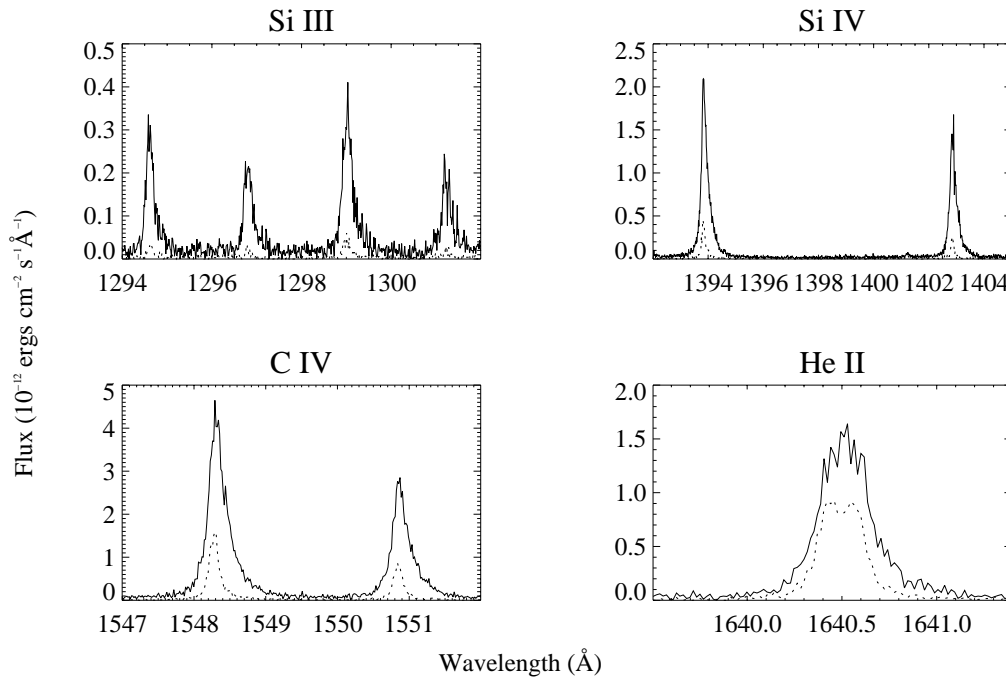 Si III
0.5
0.4
0.3
0.2
0.1
0.0
1294 1296 1298 1300
Si IV
2.5
2.0
1.5
1.0
0.5
0.0
1394 1396 1398 1400 1402 1404
C IV
5
4
3
2
1
0
1547 1548 1549 1550 1551
He II
2.0
1.5
1.0
0.5
0.0
1640.0 1640.5 1641.0
Flux (10⁻¹² ergs cm⁻² s⁻¹ Å⁻¹)
Wavelength (Å)